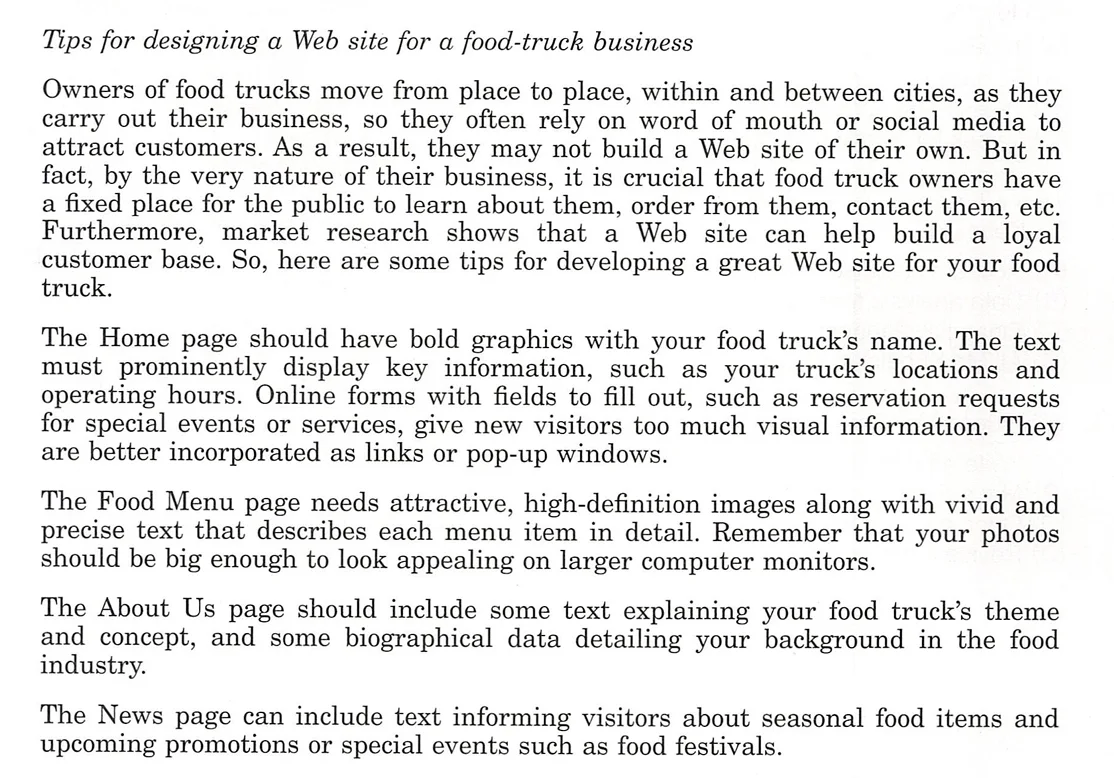 Tips for designing a Web site for a food-truck business
Owners of food trucks move from place to place, within and between cities, as they
carry out their business, so they often rely on word of mouth or social media to
attract customers. As a result, they may not build a Web site of their own. But in
fact, by the very nature of their business, it is crucial that food truck owners have
a fixed place for the public to learn about them, order from them, contact them, etc.
Furthermore, market research shows that a Web site can help build a loyal
customer base. So, here are some tips for developing a great Web site for your food
truck.
The Home page should have bold graphics with your food truck's name. The text
must prominently display key information, such as your truck's locations and
operating hours. Online forms with fields to fill out, such as reservation requests
for special events or services, give new visitors too much visual information. They
are better incorporated as links or pop-up windows.
The Food Menu page needs attractive, high-definition images along with vivid and
precise text that describes each menu item in detail. Remember that your photos
should be big enough to look appealing on larger computer monitors.
The About Us page should include some text explaining your food truck's theme
and concept, and some biographical data detailing your background in the food
industry.
The News page can include text informing visitors about seasonal food items and
upcoming promotions or special events such as food festivals.